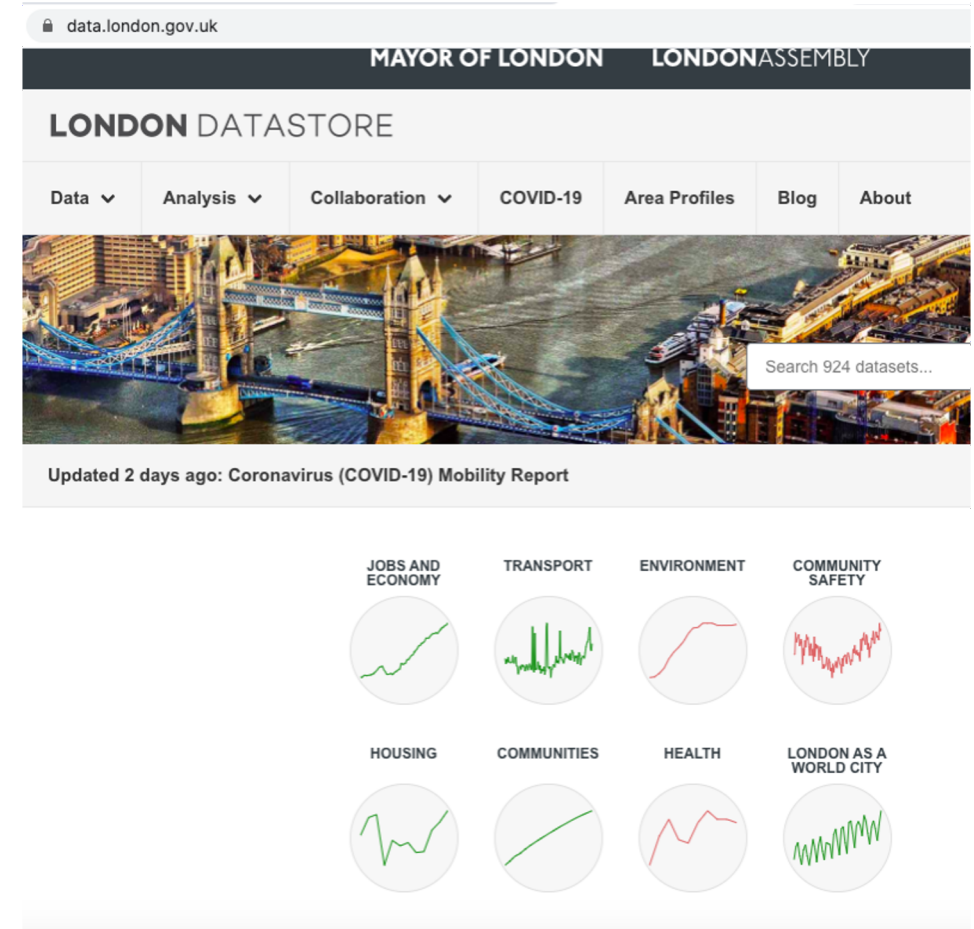 data.london.gov.uk
MAYOR OF LONDON LONDONASSEMBLY
LONDON DATASTORE
Data Analysis Collaboration COVID-19 Area Profiles Blog About
Search 924 datasets...
Updated 2 days ago: Coronavirus (COVID-19) Mobility Report
JOBS AND
ECONOMY
TRANSPORT
ENVIRONMENT
COMMUNITY
SAFETY
HOUSING
COMMUNITIES
HEALTH
LONDON AS A
WORLD CITY